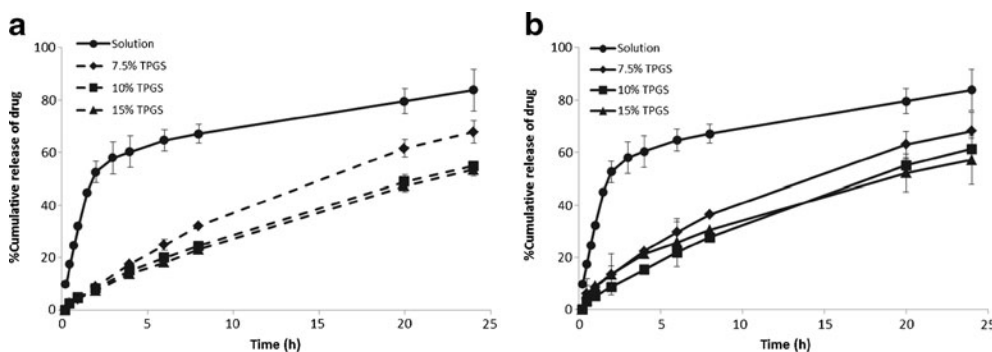 a
Solution
7.5% TPGS
10% TPGS
15% TPGS
%Cumulative release of drug
100
80
60
40
20
0
0
5
10
15
20
25
Time (h)
b
Solution
7.5% TPGS
10% TPGS
15% TPGS
%Cumulative release of drug
100
80
60
40
20
0
0
5
10
15
20
25
Time (h)